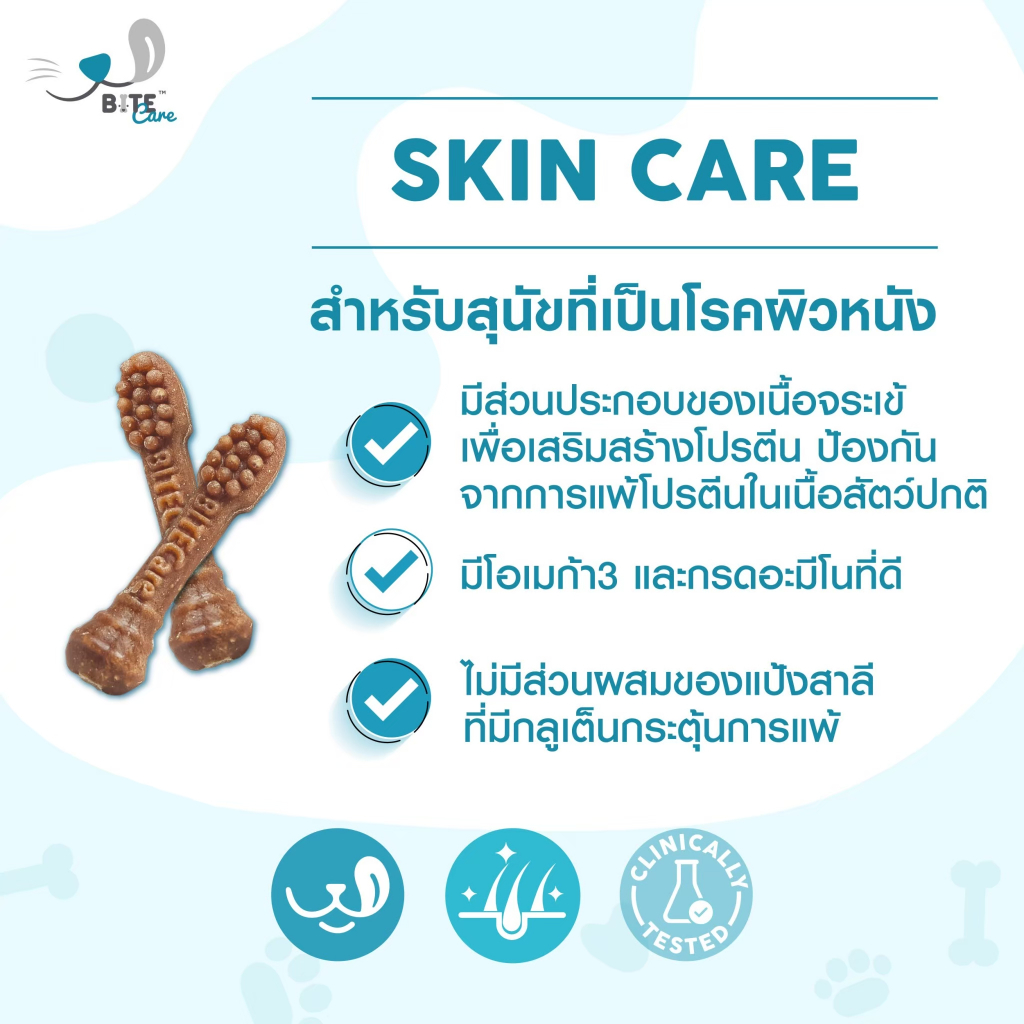 BITE™
Care
SKIN CARE
สำหรับสุนัขที่เป็นโรคผิวหนัง
มีส่วนประกอบของเนื้อจระเข้
เพื่อเสริมสร้างโปรตีน ป้องกัน
จากการแพ้โปรตีนในเนื้อสัตว์ปกติ
มีโอเมก้า3 และกรดอะมีโนที่ดี
ไม่มีส่วนผสมของแป้งสาลี
ที่มีกลูเต็นกระตุ้นการแพ้
BITECare
BITECare
CLINICALLY
TESTED